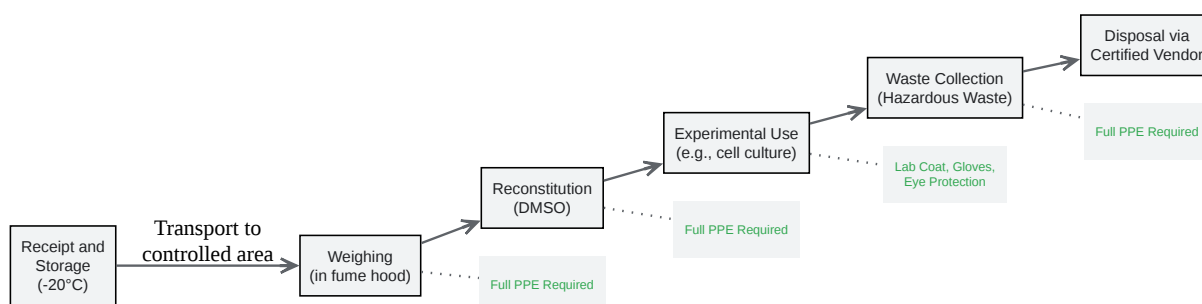 Receipt and
Storage
(-20°C)
Transport to
controlled area
Weighing
(in fume hood)
Full PPE Required
Reconstitution
(DMSO)
Full PPE Required
Experimental Use
(e.g., cell culture)
Lab Coat, Gloves,
Eye Protection
Waste Collection
(Hazardous Waste)
Full PPE Required
Disposal via
Certified Vendor